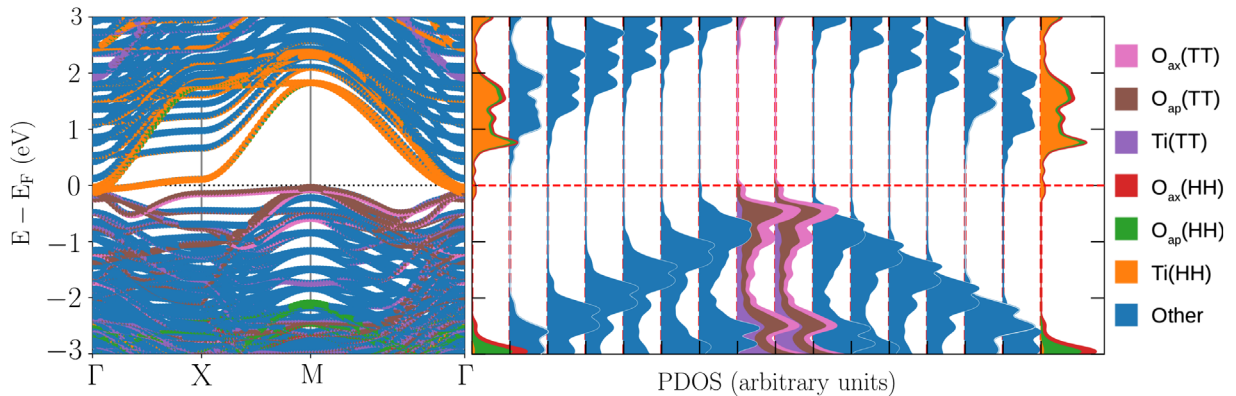 3
2
1
0
−1
−2
−3
E − E_F (eV)
Γ X M Γ
PDOS (arbitrary units)
O_ax(TT)
O_ap(TT)
Ti(TT)
O_ax(HH)
O_ap(HH)
Ti(HH)
Other